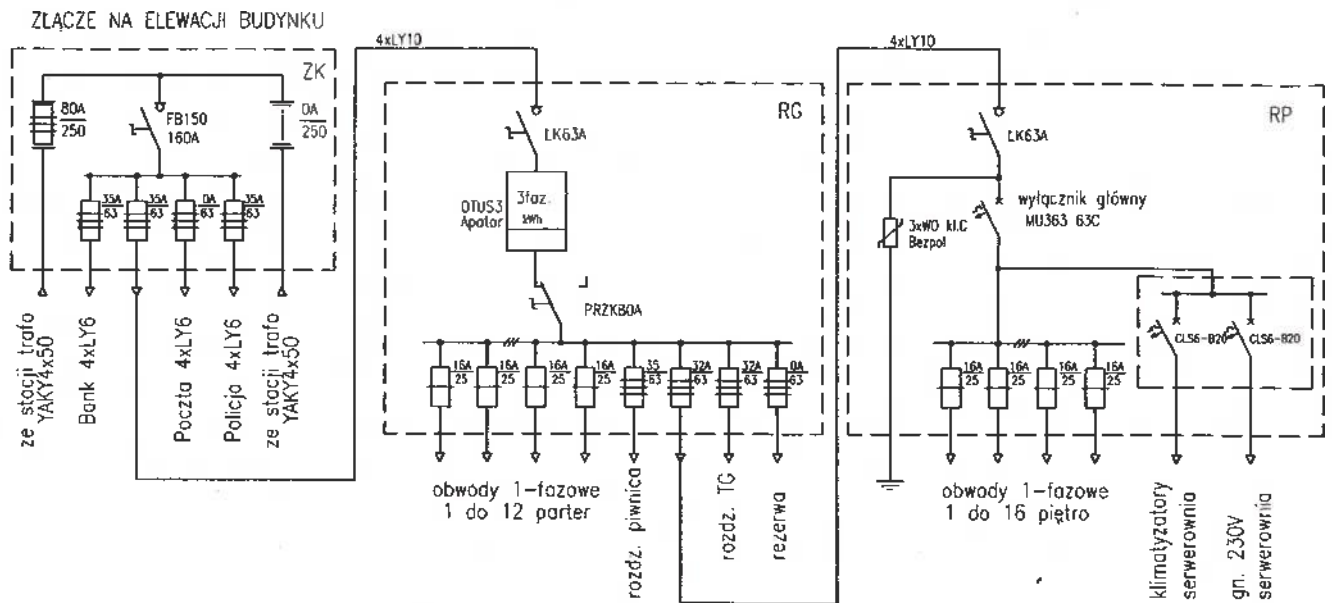 ZŁĄCZE NA ELEWACJI BUDYNKU
ZK
80A
250
FB150
160A
0A
250
35A
63
35A
63
0A
63
35A
63
ze stacji trafo
YAKY4x50
Bank 4xLY6
Poczta 4xLY6
Policja 4xLY6
ze stacji trafo
YAKY4x50
4xLY10
RG
ŁK63A
OTUS3
Apator
3faz.
kWh
PRZK80A
16A
25
16A
25
16A
25
16A
25
35
63
32A
63
32A
63
0A
63
obwody 1-fazowe
1 do 12 parter
rozdz. piwnica
rozdz. TG
rezerwa
4xLY10
RP
ŁK63A
wyłącznik główny
MU363 63C
3xWO kl.C
Bezpol
CLS6-B20
CLS6-B20
16A
25
16A
25
16A
25
16A
25
obwody 1-fazowe
1 do 16 piętro
klimatyzatory
serwerownia
gn. 230V
serwerownia